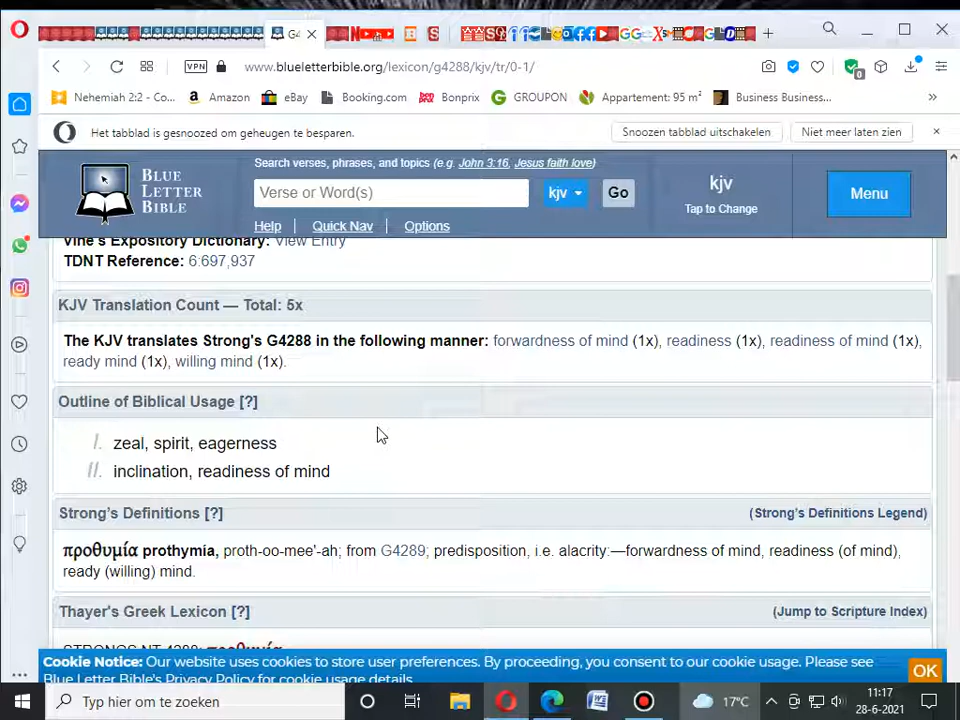 G4
www.blueletterbible.org/lexicon/g4288/kjv/tr/0-1/
VPN
0
Nehemiah 2:2 - Co...
Amazon
eBay
Booking.com
Bonprix
GROUPON
Appartement: 95 m²
Business Business...
Het tabblad is gesnoozed om geheugen te besparen.
Snoozen tabblad uitschakelen
Niet meer laten zien
BLUE
LETTER
BIBLE
Search verses, phrases, and topics (e.g. John 3:16, Jesus faith love)
Verse or Word(s)
kjv
Go
kjv
Tap to Change
Menu
Help
Quick Nav
Options
Vine's Expository Dictionary: View Entry
TDNT Reference: 6:697,937
KJV Translation Count — Total: 5x
The KJV translates Strong's G4288 in the following manner: forwardness of mind (1x), readiness (1x), readiness of mind (1x),
ready mind (1x), willing mind (1x).
Outline of Biblical Usage [?]
I. zeal, spirit, eagerness
II. inclination, readiness of mind
Strong's Definitions [?]
(Strong's Definitions Legend)
προθυμία prothymia, proth-oo-mee'-ah; from G4289; predisposition, i.e. alacrity:—forwardness of mind, readiness (of mind),
ready (willing) mind.
Thayer's Greek Lexicon [?]
(Jump to Scripture Index)
STRONGS NT 4288: προθυμία
Cookie Notice: Our website uses cookies to store user preferences. By proceeding, you consent to our cookie usage. Please see
Blue Letter Bible's Privacy Policy for cookie usage details.
OK
Typ hier om te zoeken
17°C
11:17
28-6-2021